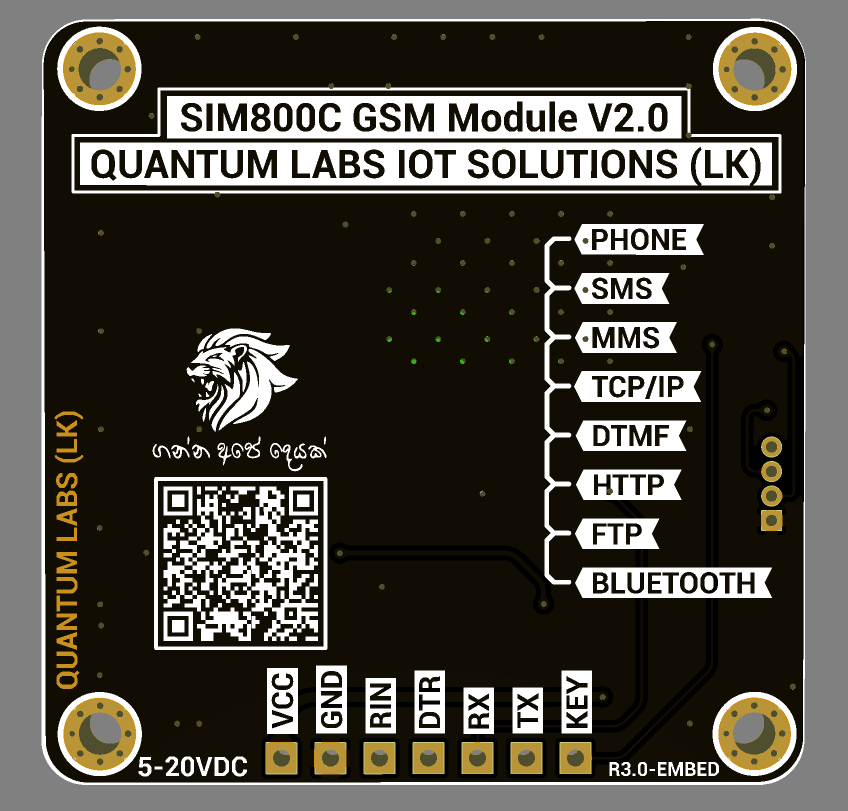 SIM800C GSM Module V2.0
QUANTUM LABS IOT SOLUTIONS (LK)
PHONE
SMS
MMS
TCP/IP
DTMF
HTTP
FTP
BLUETOOTH
ගන්න අපේ දෙයක්
QUANTUM LABS (LK)
VCC
GND
RIN
DTR
RX
TX
KEY
5-20VDC
R3.0-EMBED